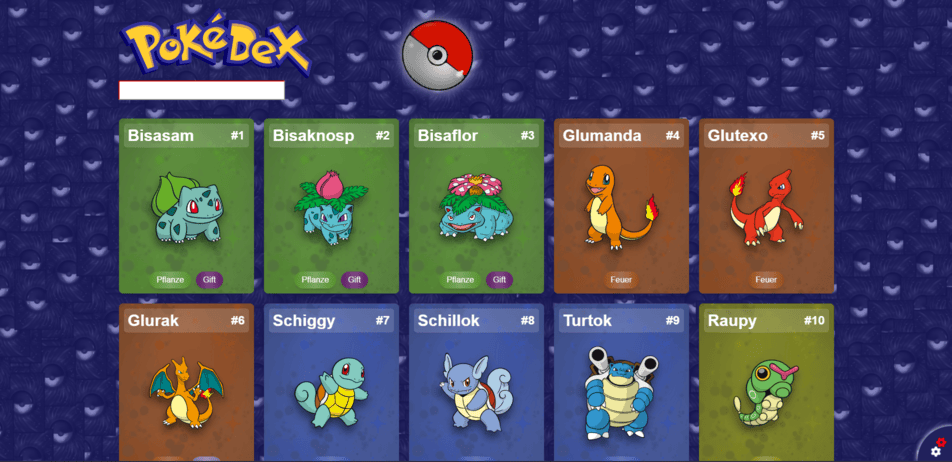 PoKéDeX
Bisasam #1
Bisaknosp #2
Bisaflor #3
Glumanda #4
Glutexo #5
Pflanze Gift
Pflanze Gift
Pflanze Gift
Feuer
Feuer
Glurak #6
Schiggy #7
Schillok #8
Turtok #9
Raupy #10